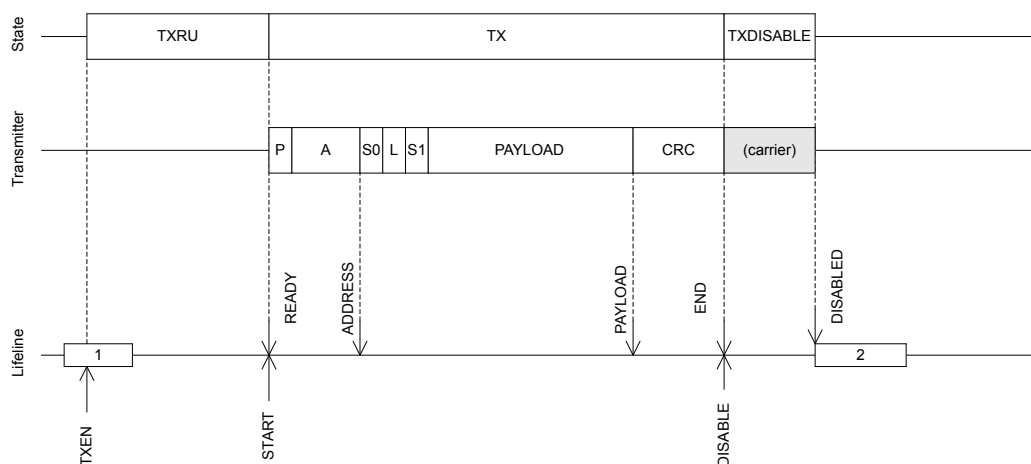 State
TXRU
TX
TXDISABLE
Transmitter
P
A
S0
L
S1
PAYLOAD
CRC
(carrier)
READY
ADDRESS
PAYLOAD
END
DISABLED
Lifeline
1
2
TXEN
START
DISABLE